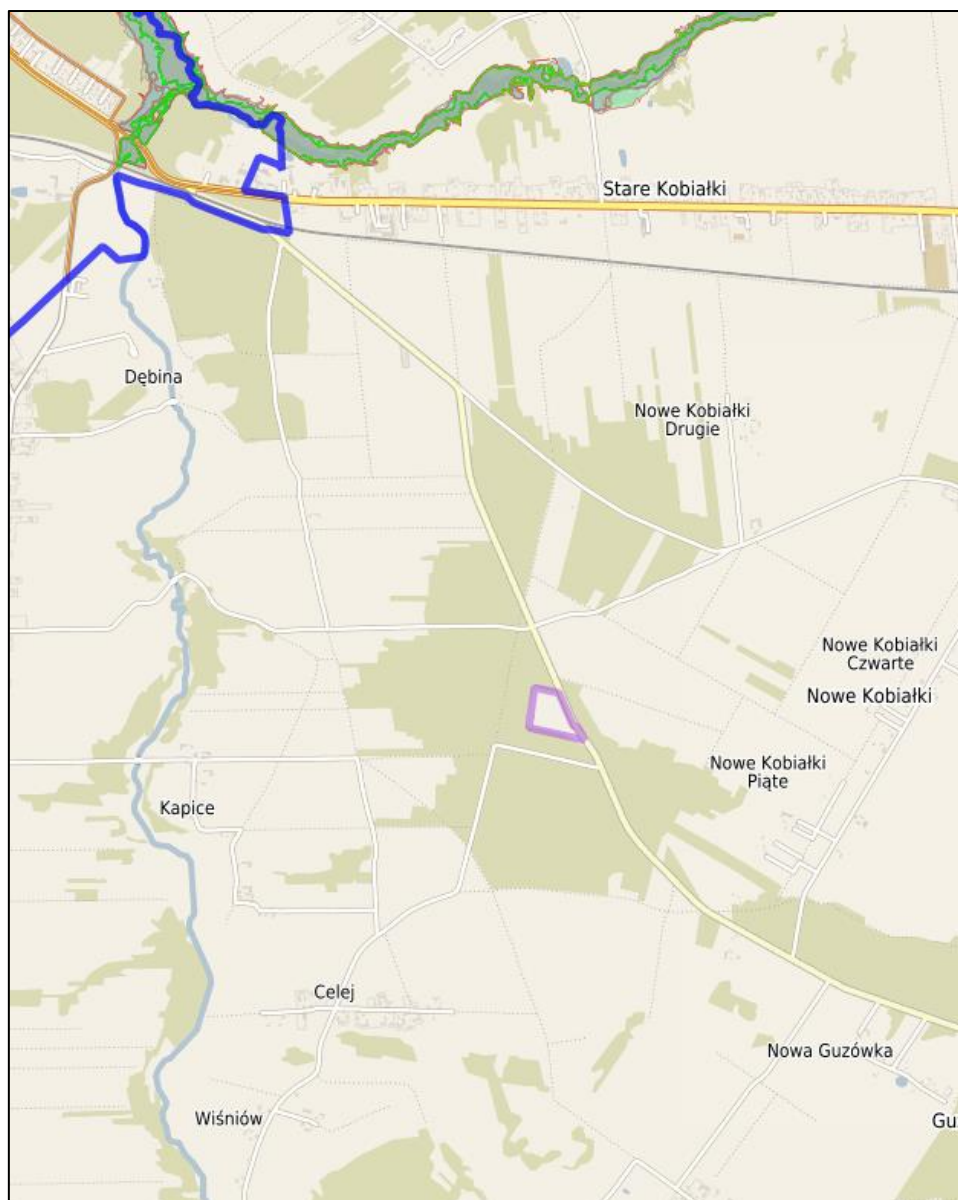 Stare Kobiałki
Dębina
Nowe Kobiałki
Drugie
Nowe Kobiałki
Czwarte
Nowe Kobiałki
Nowe Kobiałki
Piąte
Kapice
Celej
Nowa Guzówka
Wiśniów
Gu